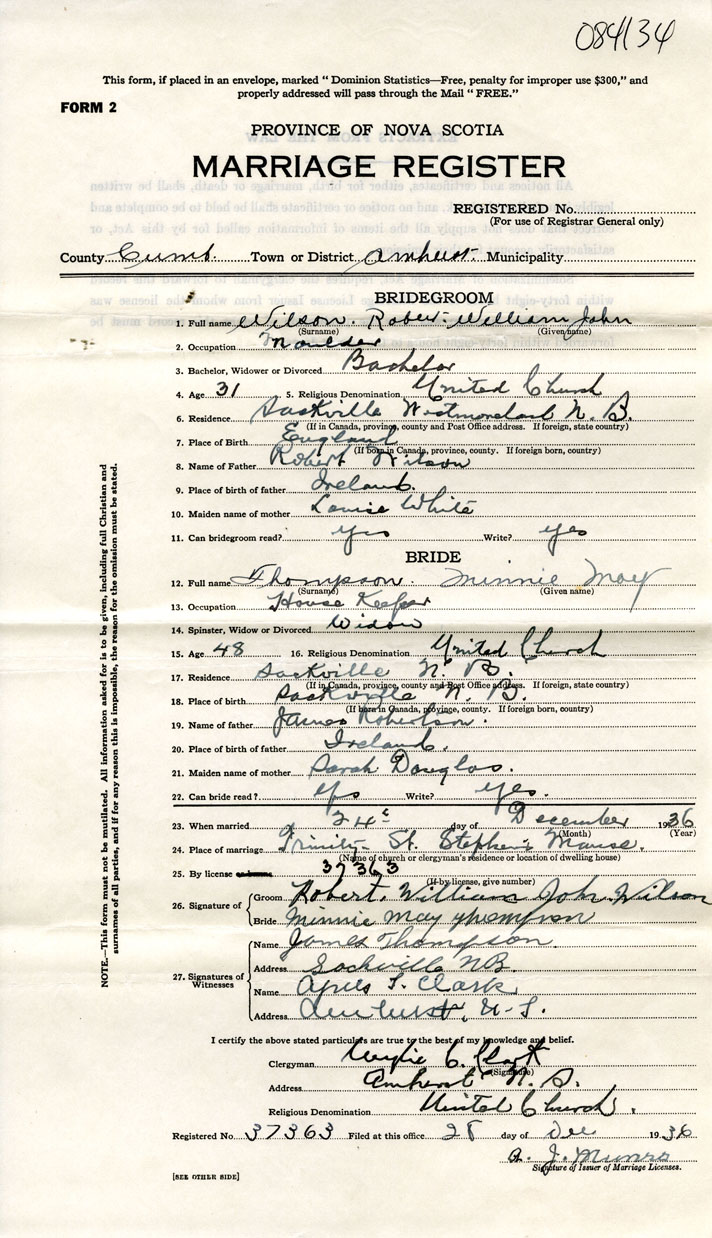 084134
This form, if placed in an envelope, marked “ Dominion Statistics—Free, penalty for improper use $300,” and
properly addressed will pass through the Mail “ FREE.”
FORM 2
PROVINCE OF NOVA SCOTIA
MARRIAGE REGISTER
REGISTERED No.
(For use of Registrar General only)
County Cumb. Town or District Amherst Municipality
BRIDEGROOM
1. Full name Wilson. Robert William John
(Surname) (Given name)
2. Occupation Moulder
3. Bachelor, Widower or Divorced Bachelor
4. Age 31 5. Religious Denomination United Church
6. Residence Sackville Westmorland N. B.
(If in Canada, province, county and Post Office address. If foreign, state country)
7. Place of Birth England
(If born in Canada, province, county. If foreign born, country)
8. Name of Father Robert Wilson
9. Place of birth of father Ireland.
10. Maiden name of mother Louise White
11. Can bridegroom read? yes Write? yes
BRIDE
12. Full name Thompson. Minnie May
(Surname) (Given name)
13. Occupation House Keeper
14. Spinster, Widow or Divorced Widow
15. Age 48 16. Religious Denomination United Church
17. Residence Sackville N. B.
(If in Canada, province, county and Post Office address. If foreign, state country)
18. Place of birth Sackville N. B.
(If born in Canada, province, county. If foreign born, country)
19. Name of father James Robertson.
20. Place of birth of father Ireland.
21. Maiden name of mother Sarah Douglas.
22. Can bride read? yes Write? yes.
23. When married 24 day of December 1936
(Month) (Year)
24. Place of marriage Trinity-St. Stephen's Manse.
(Name of church or clergyman's residence or location of dwelling house)
25. By license 37363
(If by license, give number)
26. Signature of
Groom Robert. William John Wilson
Bride Minnie May Thompson
27. Signatures of Witnesses
Name James Thompson
Address Sackville NB.
Name Clark
Address Amherst, N. S.
I certify the above stated particulars are true to the best of my knowledge and belief.
Clergyman Wylie C. Clark
(Signature)
Address Amherst N. S.
Religious Denomination United Church.
Registered No. 37363 Filed at this office 28 day of Dec 1936
A. J. Munro
Signature of Issuer of Marriage Licenses.
[SEE OTHER SIDE]
NOTE.—This form must not be mutilated. All information asked for is to be given, including full Christian and
surnames of all parties, and if for any reason this is impossible, the reason for the omission must be stated.